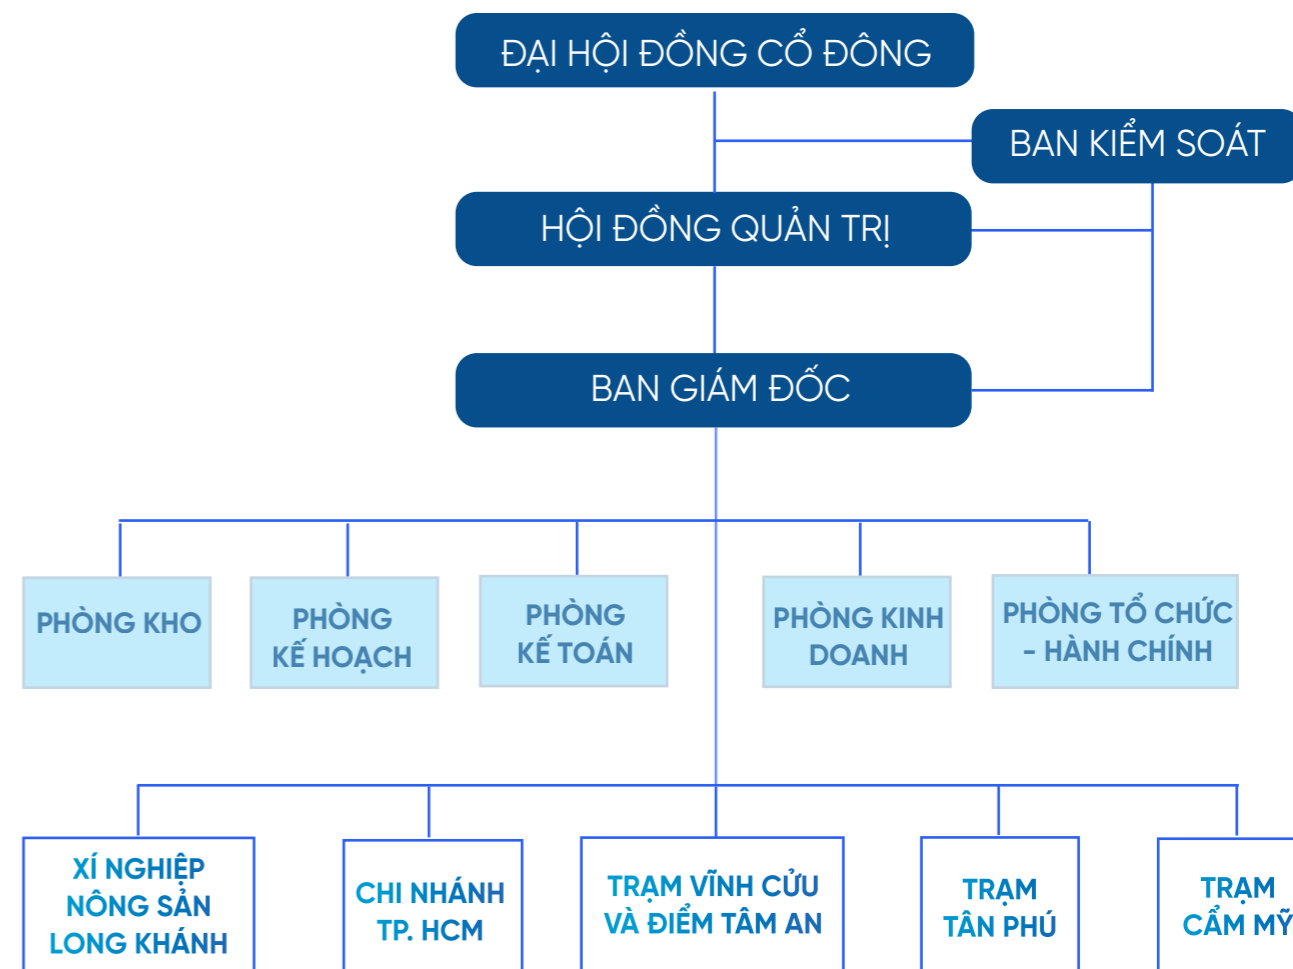 ĐẠI HỘI ĐỒNG CỔ ĐÔNG
BAN KIỂM SOÁT
HỘI ĐỒNG QUẢN TRỊ
BAN GIÁM ĐỐC
PHÒNG KHO
PHÒNG
KẾ HOẠCH
PHÒNG
KẾ TOÁN
PHÒNG KINH
DOANH
PHÒNG TỔ CHỨC
- HÀNH CHÍNH
XÍ NGHIỆP
NÔNG SẢN
LONG KHÁNH
CHI NHÁNH
TP. HCM
TRẠM VĨNH CỬU
VÀ ĐIỂM TÂM AN
TRẠM
TÂN PHÚ
TRẠM
CẨM MỸ